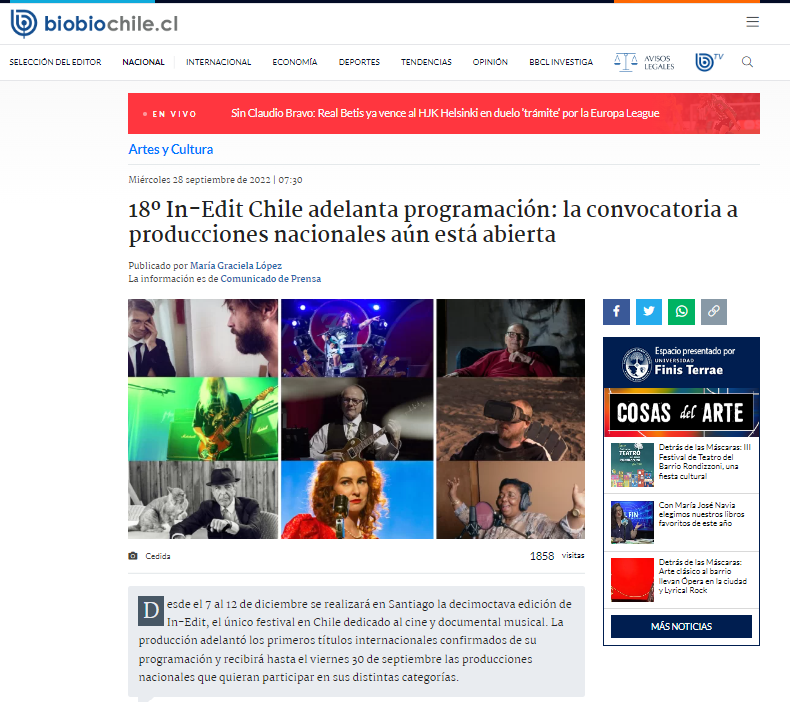 biobiochile.cl
SELECCIÓN DEL EDITOR NACIONAL INTERNACIONAL ECONOMÍA DEPORTES TENDENCIAS OPINIÓN BBCL INVESTIGA AVISOS LEGALES TV
EN VIVO Sin Claudio Bravo: Real Betis ya vence al HJK Helsinki en duelo 'trámite' por la Europa League
Artes y Cultura
Miércoles 28 septiembre de 2022 | 07:30
18º In-Edit Chile adelanta programación: la convocatoria a
producciones nacionales aún está abierta
Publicado por María Graciela López
La información es de Comunicado de Prensa
Cedida 1858 visitas
Desde el 7 al 12 de diciembre se realizará en Santiago la decimoctava edición de
In-Edit, el único festival en Chile dedicado al cine y documental musical. La
producción adelantó los primeros títulos internacionales confirmados de su
programación y recibirá hasta el viernes 30 de septiembre las producciones
nacionales que quieran participar en sus distintas categorías.
Espacio presentado por
UNIVERSIDAD
Finis Terrae
COSAS del ARTE
TEATRO
Detrás de las Máscaras: III
Festival de Teatro del
Barrio Rondizzoni, una
fiesta cultural
FIN
Con María José Navia
elegimos nuestros libros
favoritos de este año
Detrás de las Máscaras:
Arte clásico al barrio
llevan Ópera en la ciudad
y Lyrical Rock
MÁS NOTICIAS